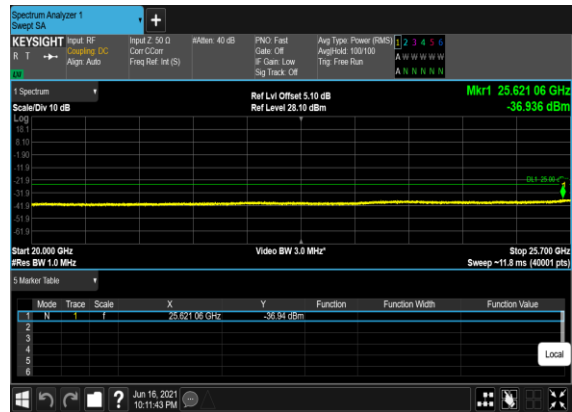 Spectrum Analyzer 1
Swept SA
+
KEYSIGHT Input: RF Input Z: 50 Ω #Atten: 40 dB PNO: Fast Avg Type: Power (RMS) 1 2 3 4 5 6
R T Coupling: DC Corr CCorr Gate: Off Avg|Hold: 100/100 A W W W W W
Align: Auto Freq Ref: Int (S) IF Gain: Low Trig: Free Run
Sig Track: Off A N N N N N
1 Spectrum
Scale/Div 10 dB
Ref Lvl Offset 5.10 dB
Ref Level 28.10 dBm
Mkr1 25.621 06 GHz
-36.936 dBm
Log
18.1
8.10
-1.90
-11.9
-21.9
-31.9
-41.9
-51.9
-61.9
Start 20.000 GHz Video BW 3.0 MHz* Stop 25.700 GHz
#Res BW 1.0 MHz Sweep ~11.8 ms (40001 pts)
5 Marker Table
Mode Trace Scale X Y Function Function Width Function Value
1 N 1 f 25.621 06 GHz -36.94 dBm
2
3
4
5
6
Local
? Jun 16, 2021
10:11:43 PM